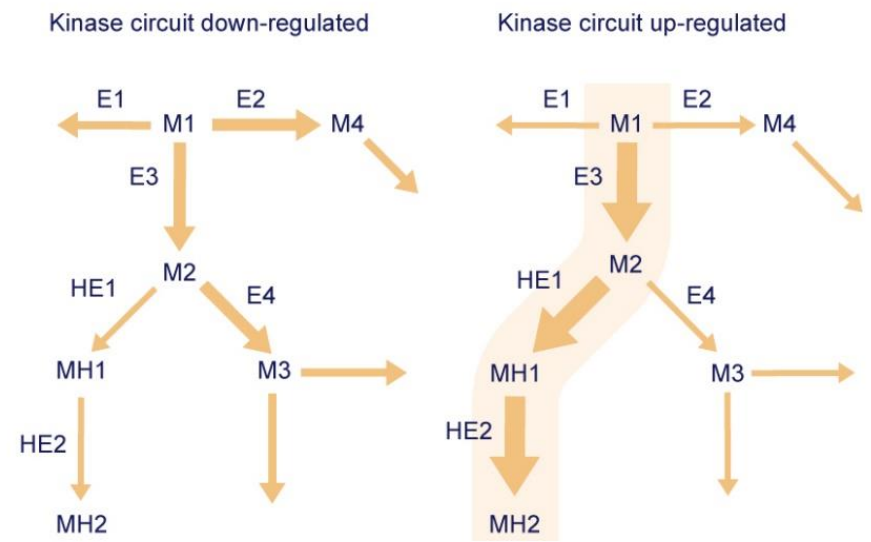 Kinase circuit down-regulated
E1
E2
M1
M4
E3
M2
HE1
E4
MH1
M3
HE2
MH2
Kinase circuit up-regulated
E1
E2
M1
M4
E3
M2
HE1
E4
MH1
M3
HE2
MH2